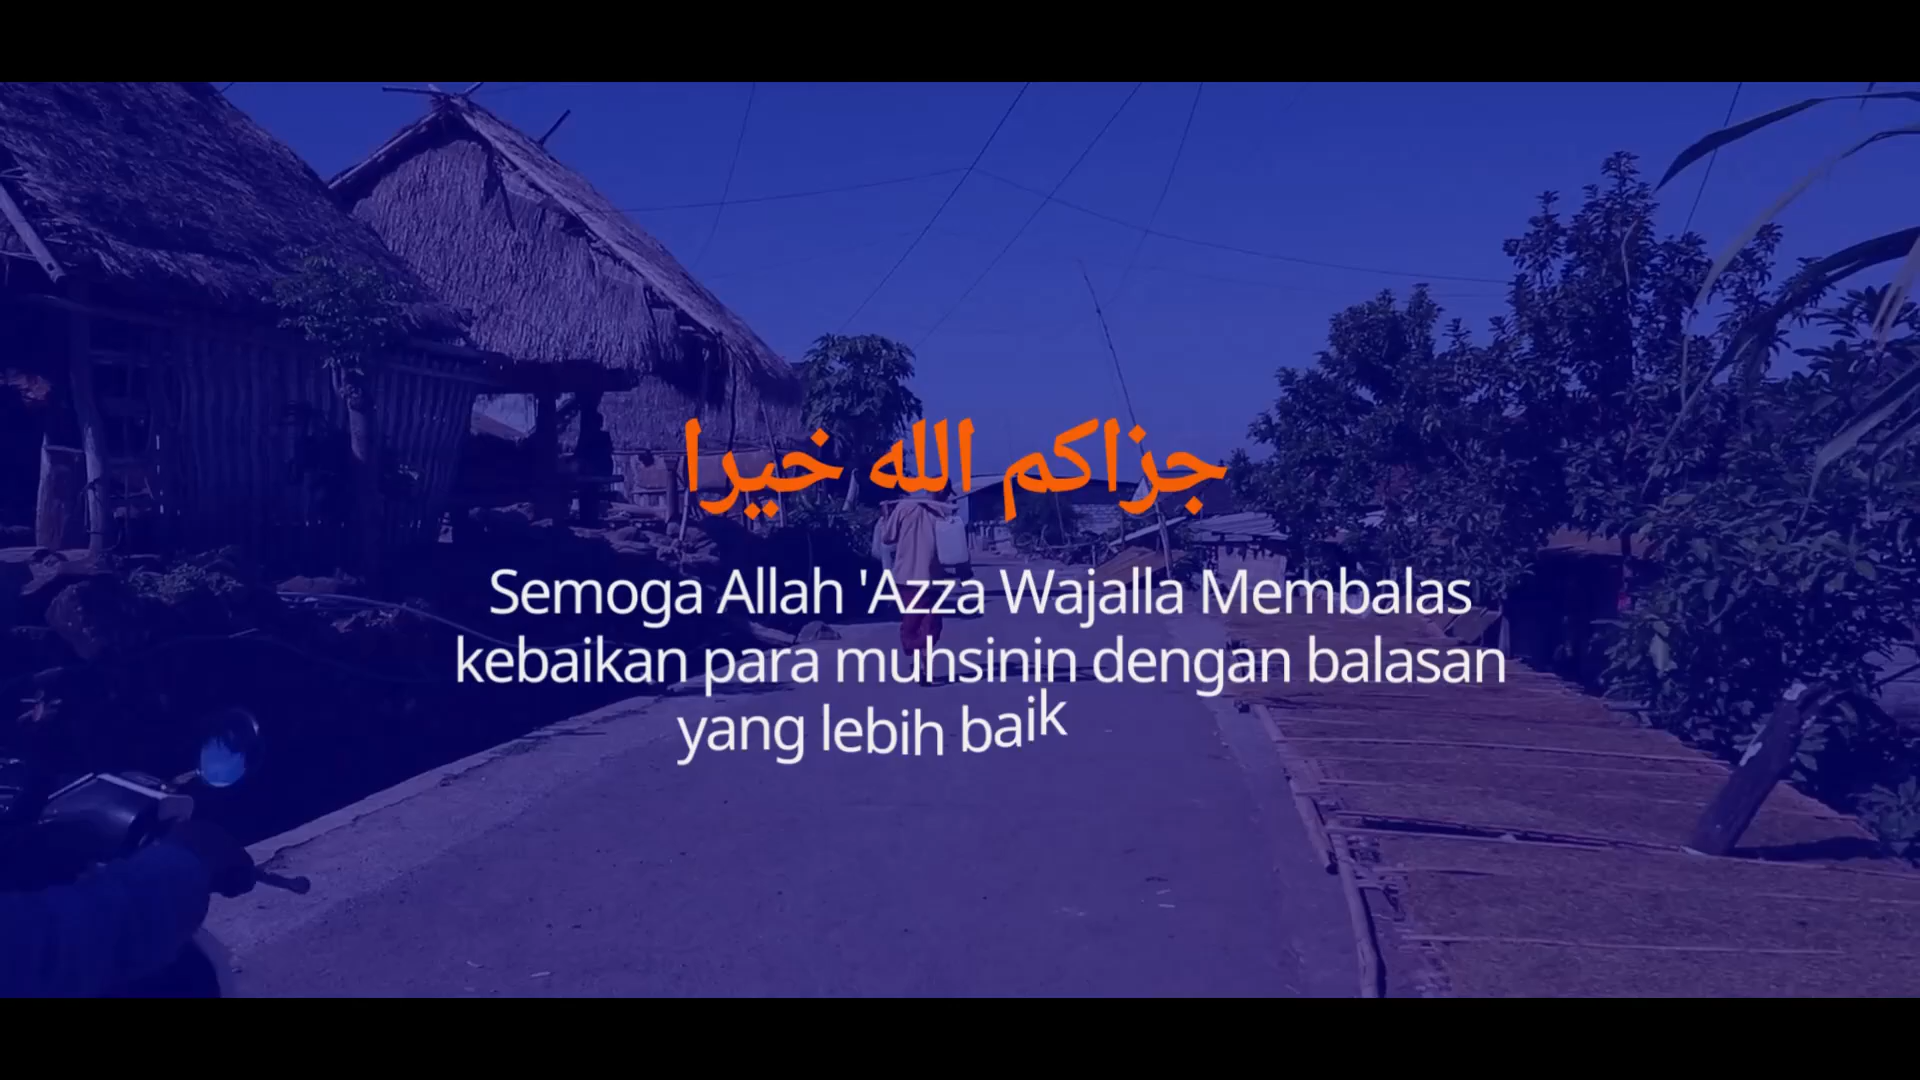 جزاكم الله خيرا
Semoga Allah 'Azza Wajalla Membalas
kebaikan para muhsinin dengan balasan
yang lebih baik